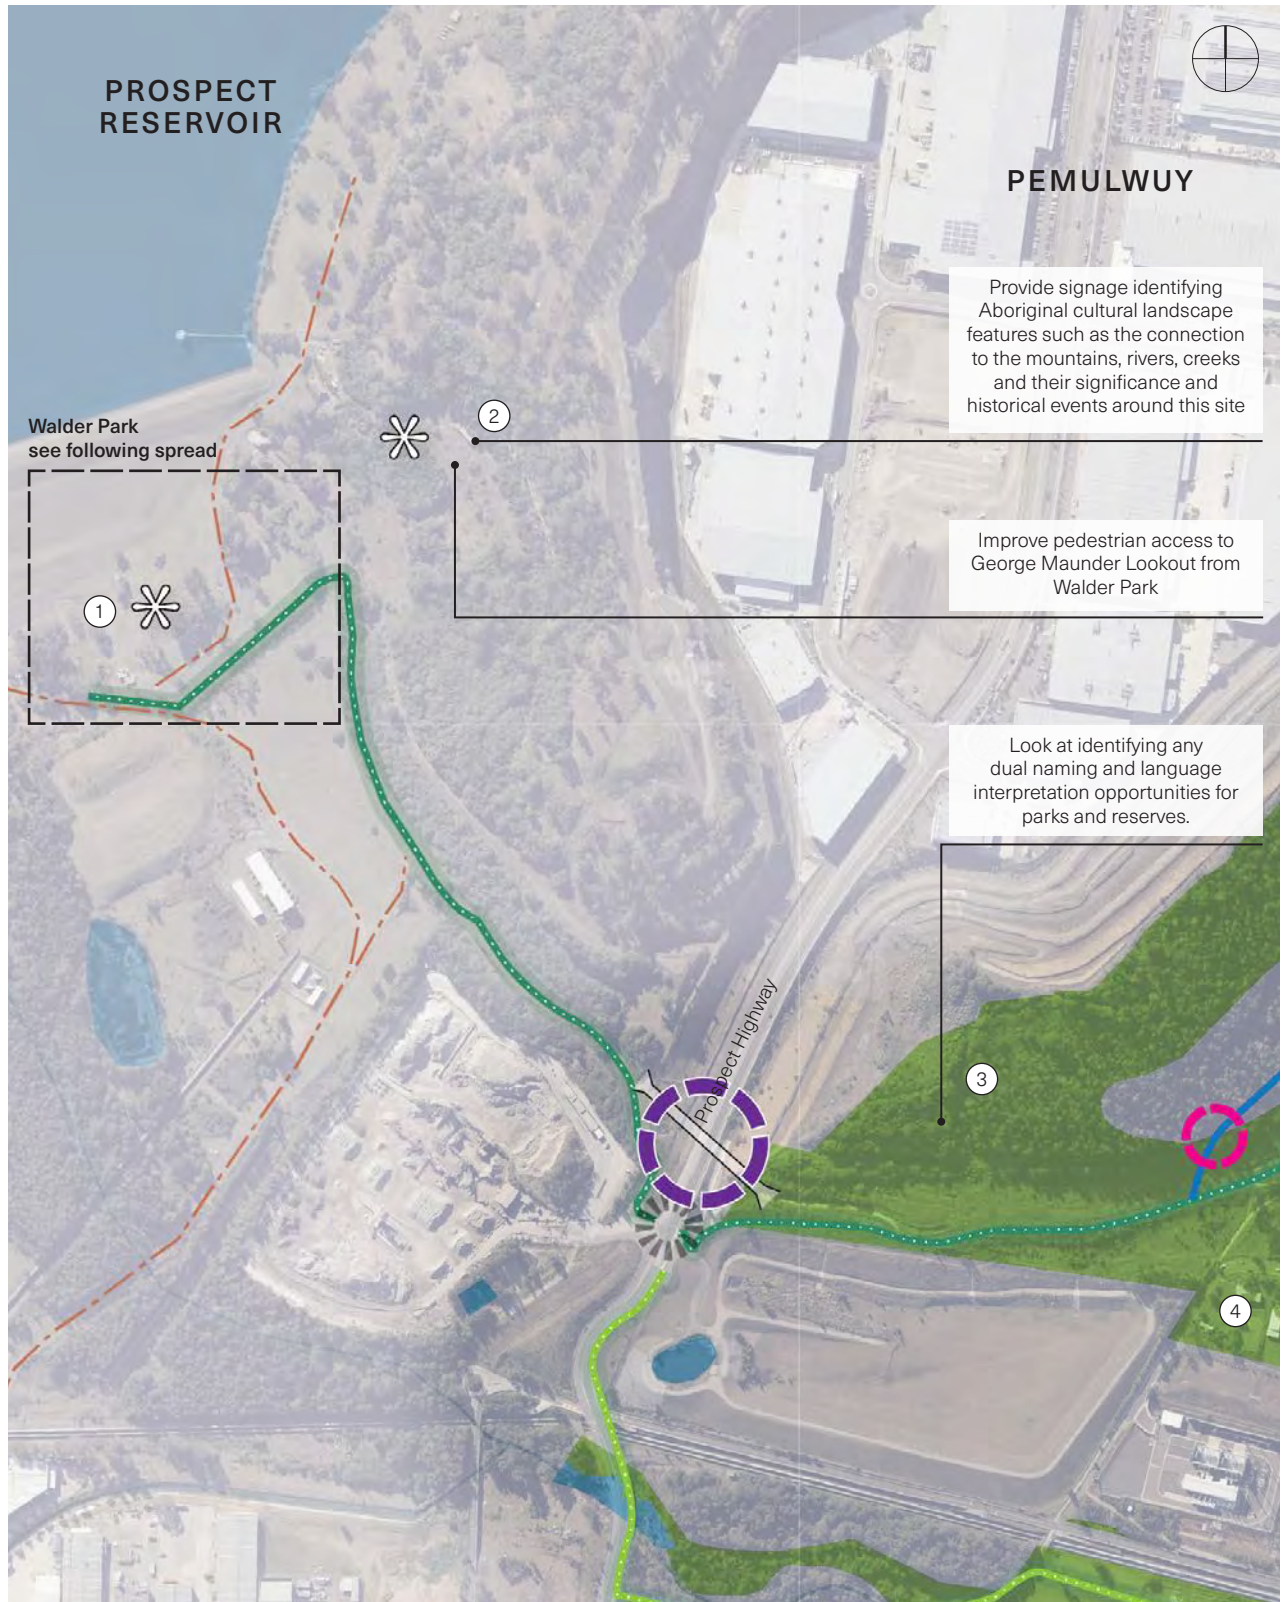 PROSPECT
RESERVOIR
PEMULWUY
Provide signage identifying
Aboriginal cultural landscape
features such as the connection
to the mountains, rivers, creeks
and their significance and
historical events around this site
2
Walder Park
see following spread
Improve pedestrian access to
George Maunder Lookout from
Walder Park
1
Look at identifying any
dual naming and language
interpretation opportunities for
parks and reserves.
Prospect Highway
3
4